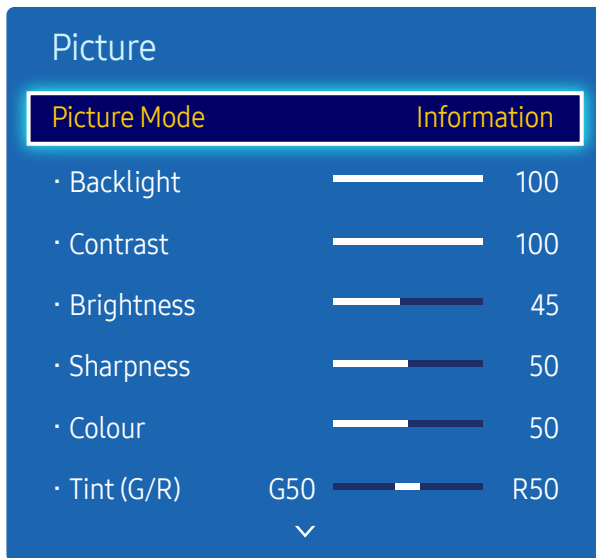 Picture
Picture Mode Information
· Backlight 100
· Contrast 100
· Brightness 45
· Sharpness 50
· Colour 50
· Tint (G/R) G50 R50